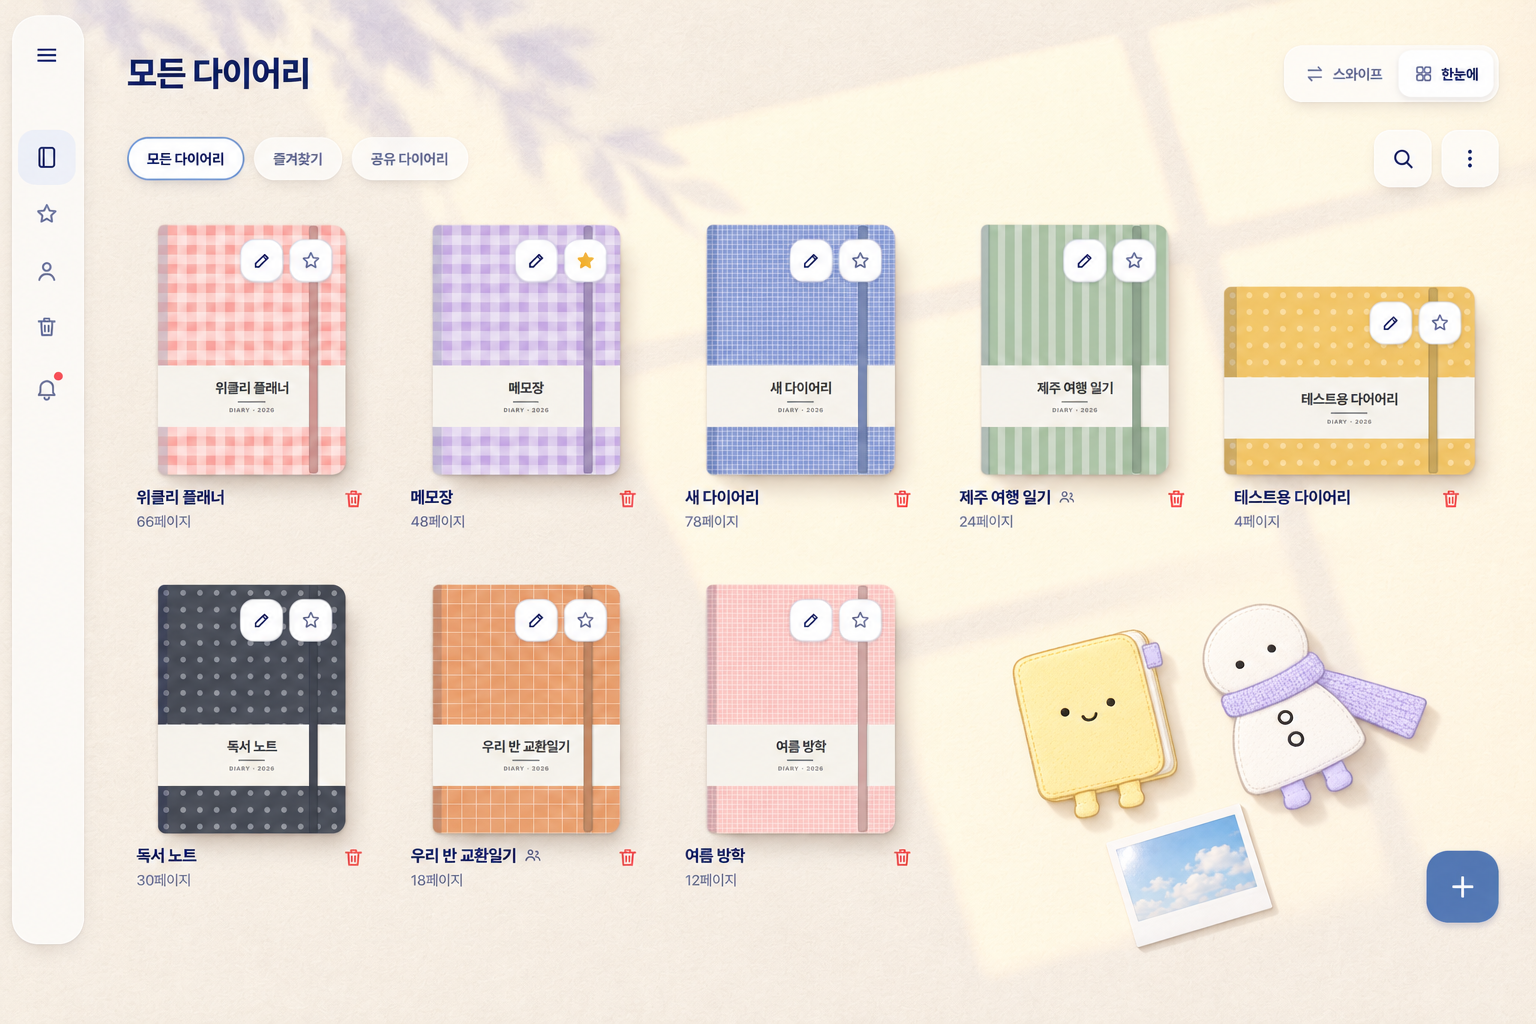 모든 다이어리
스와이프
한눈에
모든 다이어리
즐겨찾기
공유 다이어리
위클리 플래너
DIARY · 2026
메모장
DIARY · 2026
새 다이어리
DIARY · 2026
제주 여행 일기
DIARY · 2026
테스트용 다어어리
DIARY · 2026
위클리 플래너
66페이지
메모장
48페이지
새 다이어리
78페이지
제주 여행 일기
24페이지
테스트용 다이어리
4페이지
독서 노트
DIARY · 2026
우리 반 교환일기
DIARY · 2026
여름 방학
DIARY · 2026
독서 노트
30페이지
우리 반 교환일기
18페이지
여름 방학
12페이지